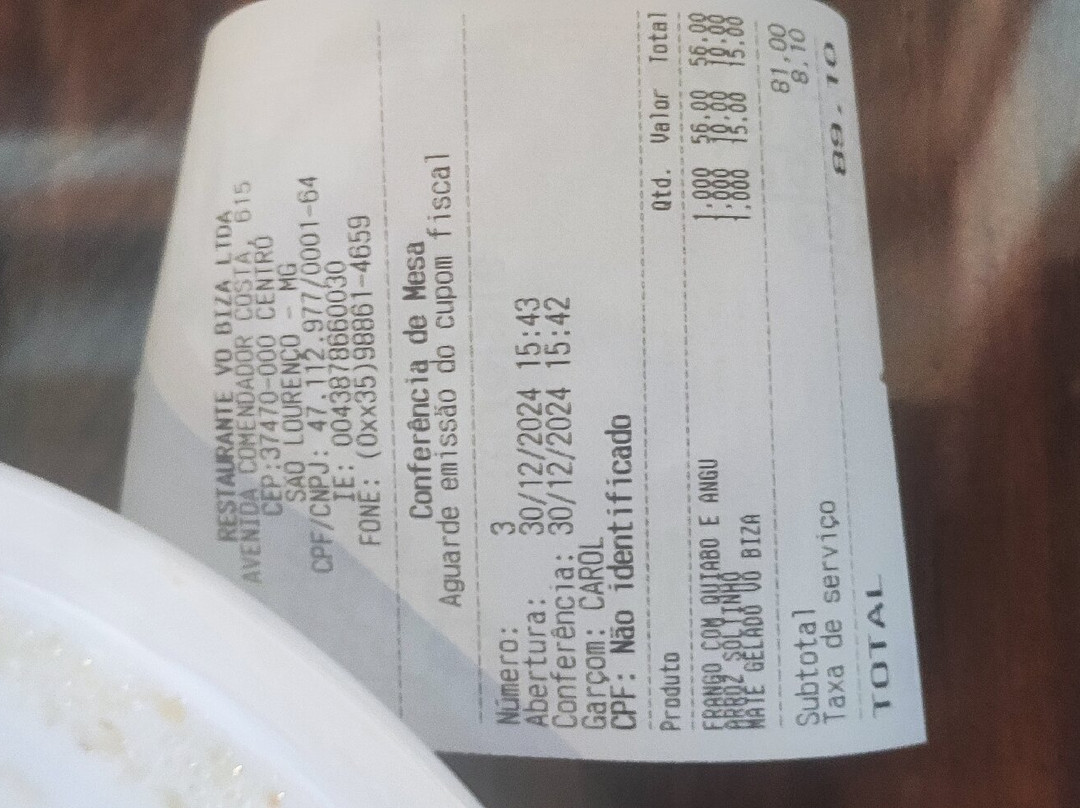 RESTAURANTE VO BIZA LTDA
AVENIDA COMENDADOR COSTA, 615
CEP:37470-000 CENTRO
SAO LOURENÇO - MG
CPF/CNPJ: 47.112.977/0001-64
IE: 0043878660030
FONE: (0xx35)98861-4659
Conferência de Mesa
Aguarde emissão do cupom fiscal
Número: 3
Abertura: 30/12/2024 15:43
Conferência: 30/12/2024 15:42
Garçom: CAROL
CPF: Não identificado
Produto Qtd. Valor Total
FRANGO COM QUIABO E ANGU 1,000 56,00 56,00
ARROZ SOLTINHO 1,000 10,00 10,00
MATE GELADO VO BIZA 1,000 15,00 15,00
Subtotal 81,00
Taxa de serviço 8,10
TOTAL 89,10